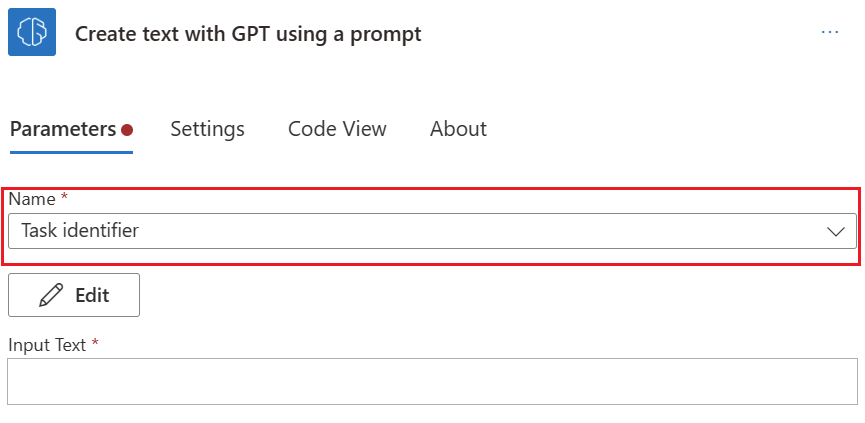 Create text with GPT using a prompt
...
Parameters Settings Code View About
Name *
Task identifier
Edit
Input Text *